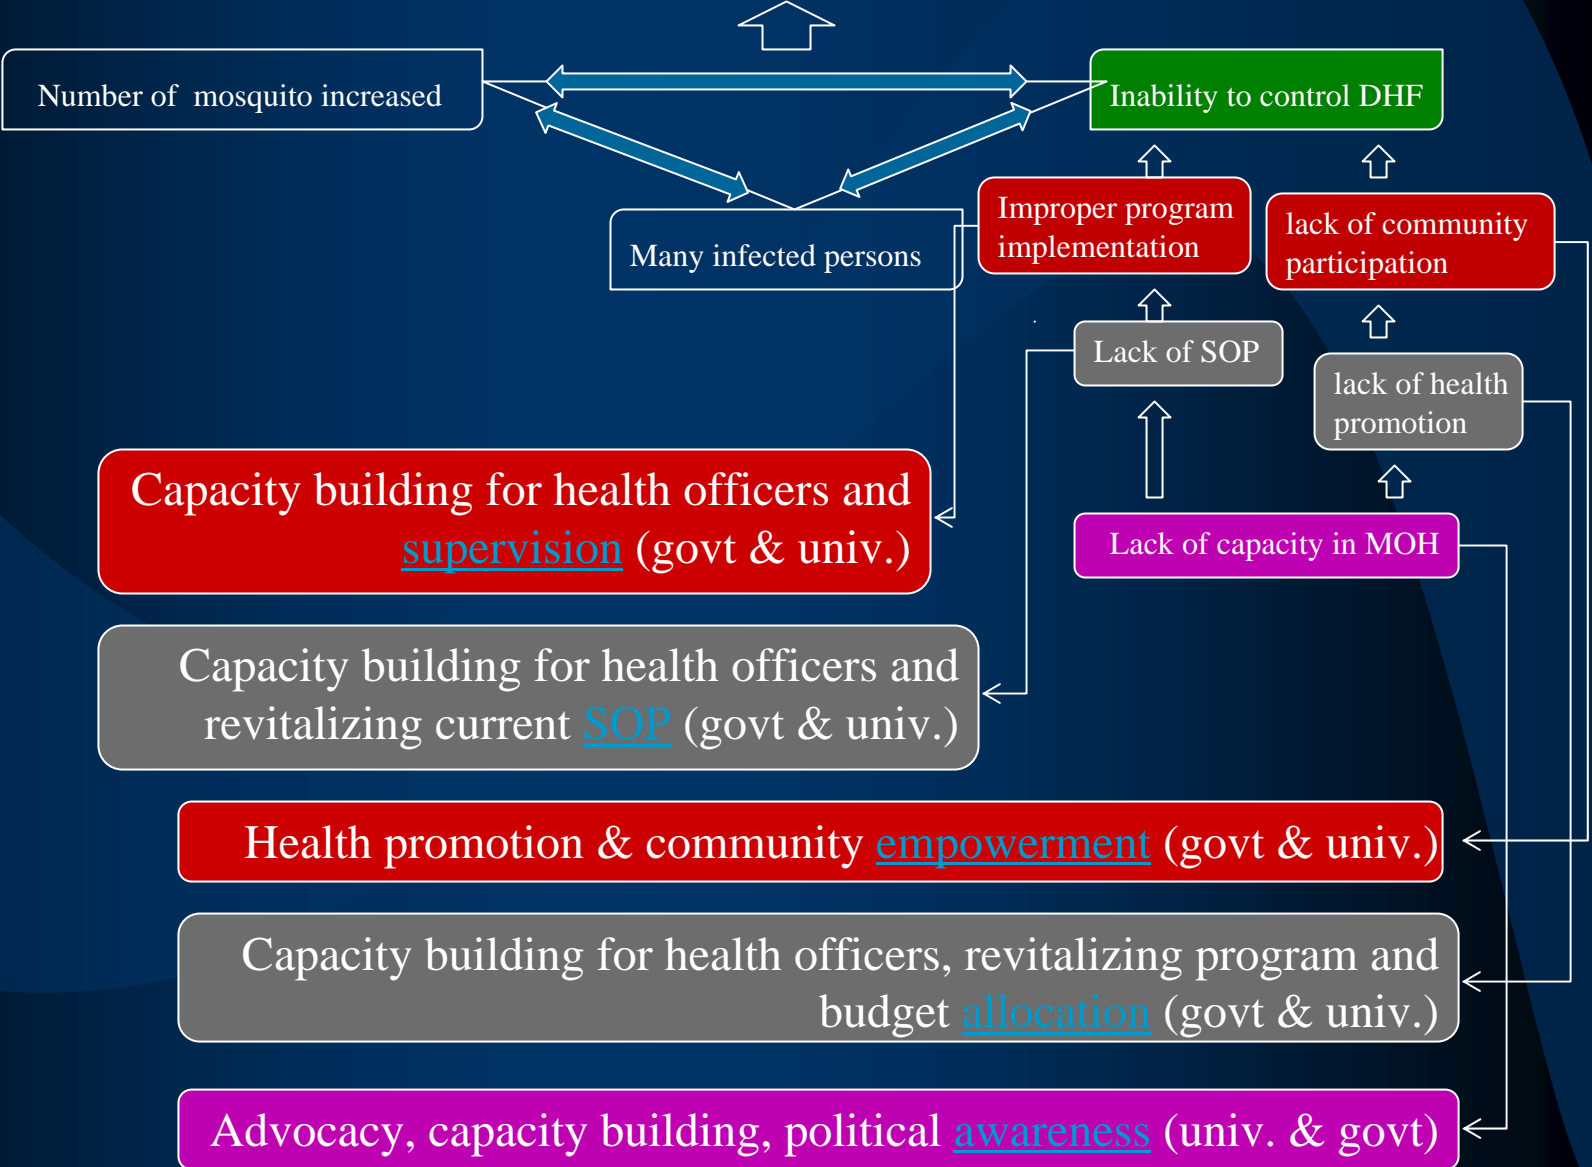 Number of mosquito increased
Inability to control DHF
Many infected persons
Improper program
implementation
lack of community
participation
Lack of SOP
lack of health
promotion
Lack of capacity in MOH
Capacity building for health officers and
supervision (govt & univ.)
Capacity building for health officers and
revitalizing current SOP (govt & univ.)
Health promotion & community empowerment (govt & univ.)
Capacity building for health officers, revitalizing program and
budget allocation (govt & univ.)
Advocacy, capacity building, political awareness (univ. & govt)